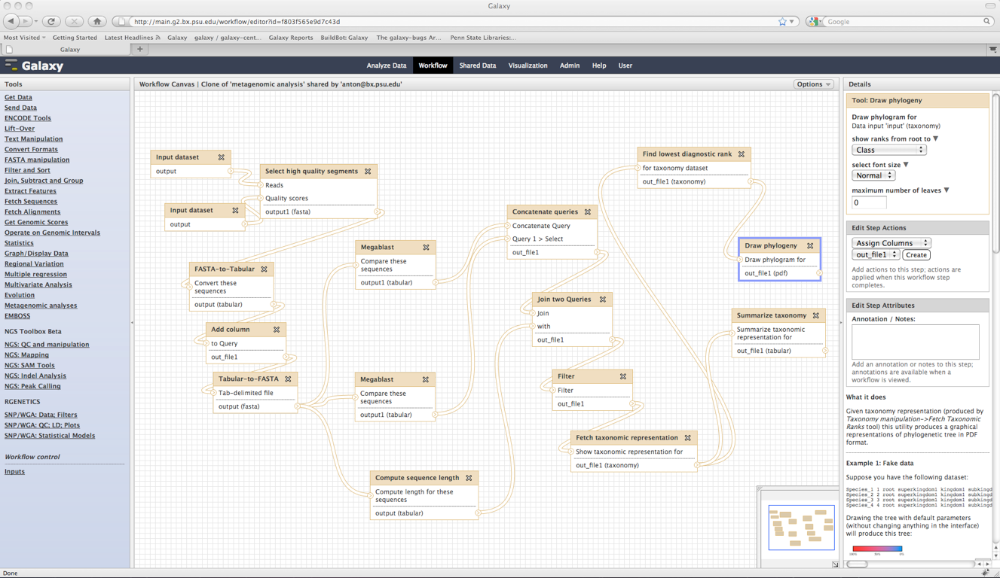 Galaxy
http://main.g2.bx.psu.edu/workflow/editor?id=f803f565e9d7c43d
Google
Most Visited
Getting Started
Latest Headlines
Galaxy
galaxy / galaxy-cent...
Galaxy Reports
BuildBot: Galaxy
The galaxy-bugs Ar...
Penn State Libraries:...
Galaxy
Galaxy
Analyze Data
Workflow
Shared Data
Visualization
Admin
Help
User
Tools
Get Data
Send Data
ENCODE Tools
Lift-Over
Text Manipulation
Convert Formats
FASTA manipulation
Filter and Sort
Join, Subtract and Group
Extract Features
Fetch Sequences
Fetch Alignments
Get Genomic Scores
Operate on Genomic Intervals
Statistics
Graph/Display Data
Regional Variation
Multiple regression
Multivariate Analysis
Evolution
Metagenomic analyses
EMBOSS
NGS Toolbox Beta
NGS: QC and manipulation
NGS: Mapping
NGS: SAM Tools
NGS: Indel Analysis
NGS: Peak Calling
RGENETICS
SNP/WGA: Data; Filters
SNP/WGA: QC; LD; Plots
SNP/WGA: Statistical Models
Workflow control
Inputs
Workflow Canvas | Clone of 'metagenomic analysis' shared by 'anton@bx.psu.edu'
Options
Input dataset
output
Input dataset
output
Select high quality segments
Reads
Quality scores
output1 (fasta)
FASTA-to-Tabular
Convert these
sequences
output (tabular)
Add column
to Query
out_file1
Tabular-to-FASTA
Tab-delimited file
output (fasta)
Megablast
Compare these
sequences
output1 (tabular)
Megablast
Compare these
sequences
output1 (tabular)
Compute sequence length
Compute length for these
sequences
output (tabular)
Concatenate queries
Concatenate Query
Query 1 > Select
out_file1
Join two Queries
Join
with
out_file1
Filter
Filter
out_file1
Fetch taxonomic representation
Show taxonomic representation for
out_file1 (taxonomy)
Find lowest diagnostic rank
for taxonomy dataset
out_file1 (taxonomy)
Draw phylogeny
Draw phylogram for
out_file1 (pdf)
Summarize taxonomy
Summarize taxonomic
representation for
out_file1 (tabular)
Details
Tool: Draw phylogeny
Draw phylogram for
Data input 'input' (taxonomy)
show ranks from root to
Class
select font size
Normal
maximum number of leaves
0
Edit Step Actions
Assign Columns
out_file1
Create
Add actions to this step; actions are
applied when this workflow step
completes.
Edit Step Attributes
Annotation / Notes:
Add an annotation or notes to this step;
annotations are available when a
workflow is viewed.
What it does
Given taxonomy representation (produced by
Taxonomy manipulation->Fetch Taxonomic
Ranks tool) this utility produces a graphical
representations of phylogenetic tree in PDF
format.
Example 1: Fake data
Suppose you have the following dataset:
Species_1 1 root superkingdom1 kingdom1 subkingd
Species_2 2 root superkingdom1 kingdom1 subkingd
Species_3 3 root superkingdom1 kingdom1 subkingd
Species_4 4 root superkingdom1 kingdom1 subkingd
Drawing the tree with default parameters
(without changing anything in the interface)
will produce this tree:
100%
50%
0%
Done